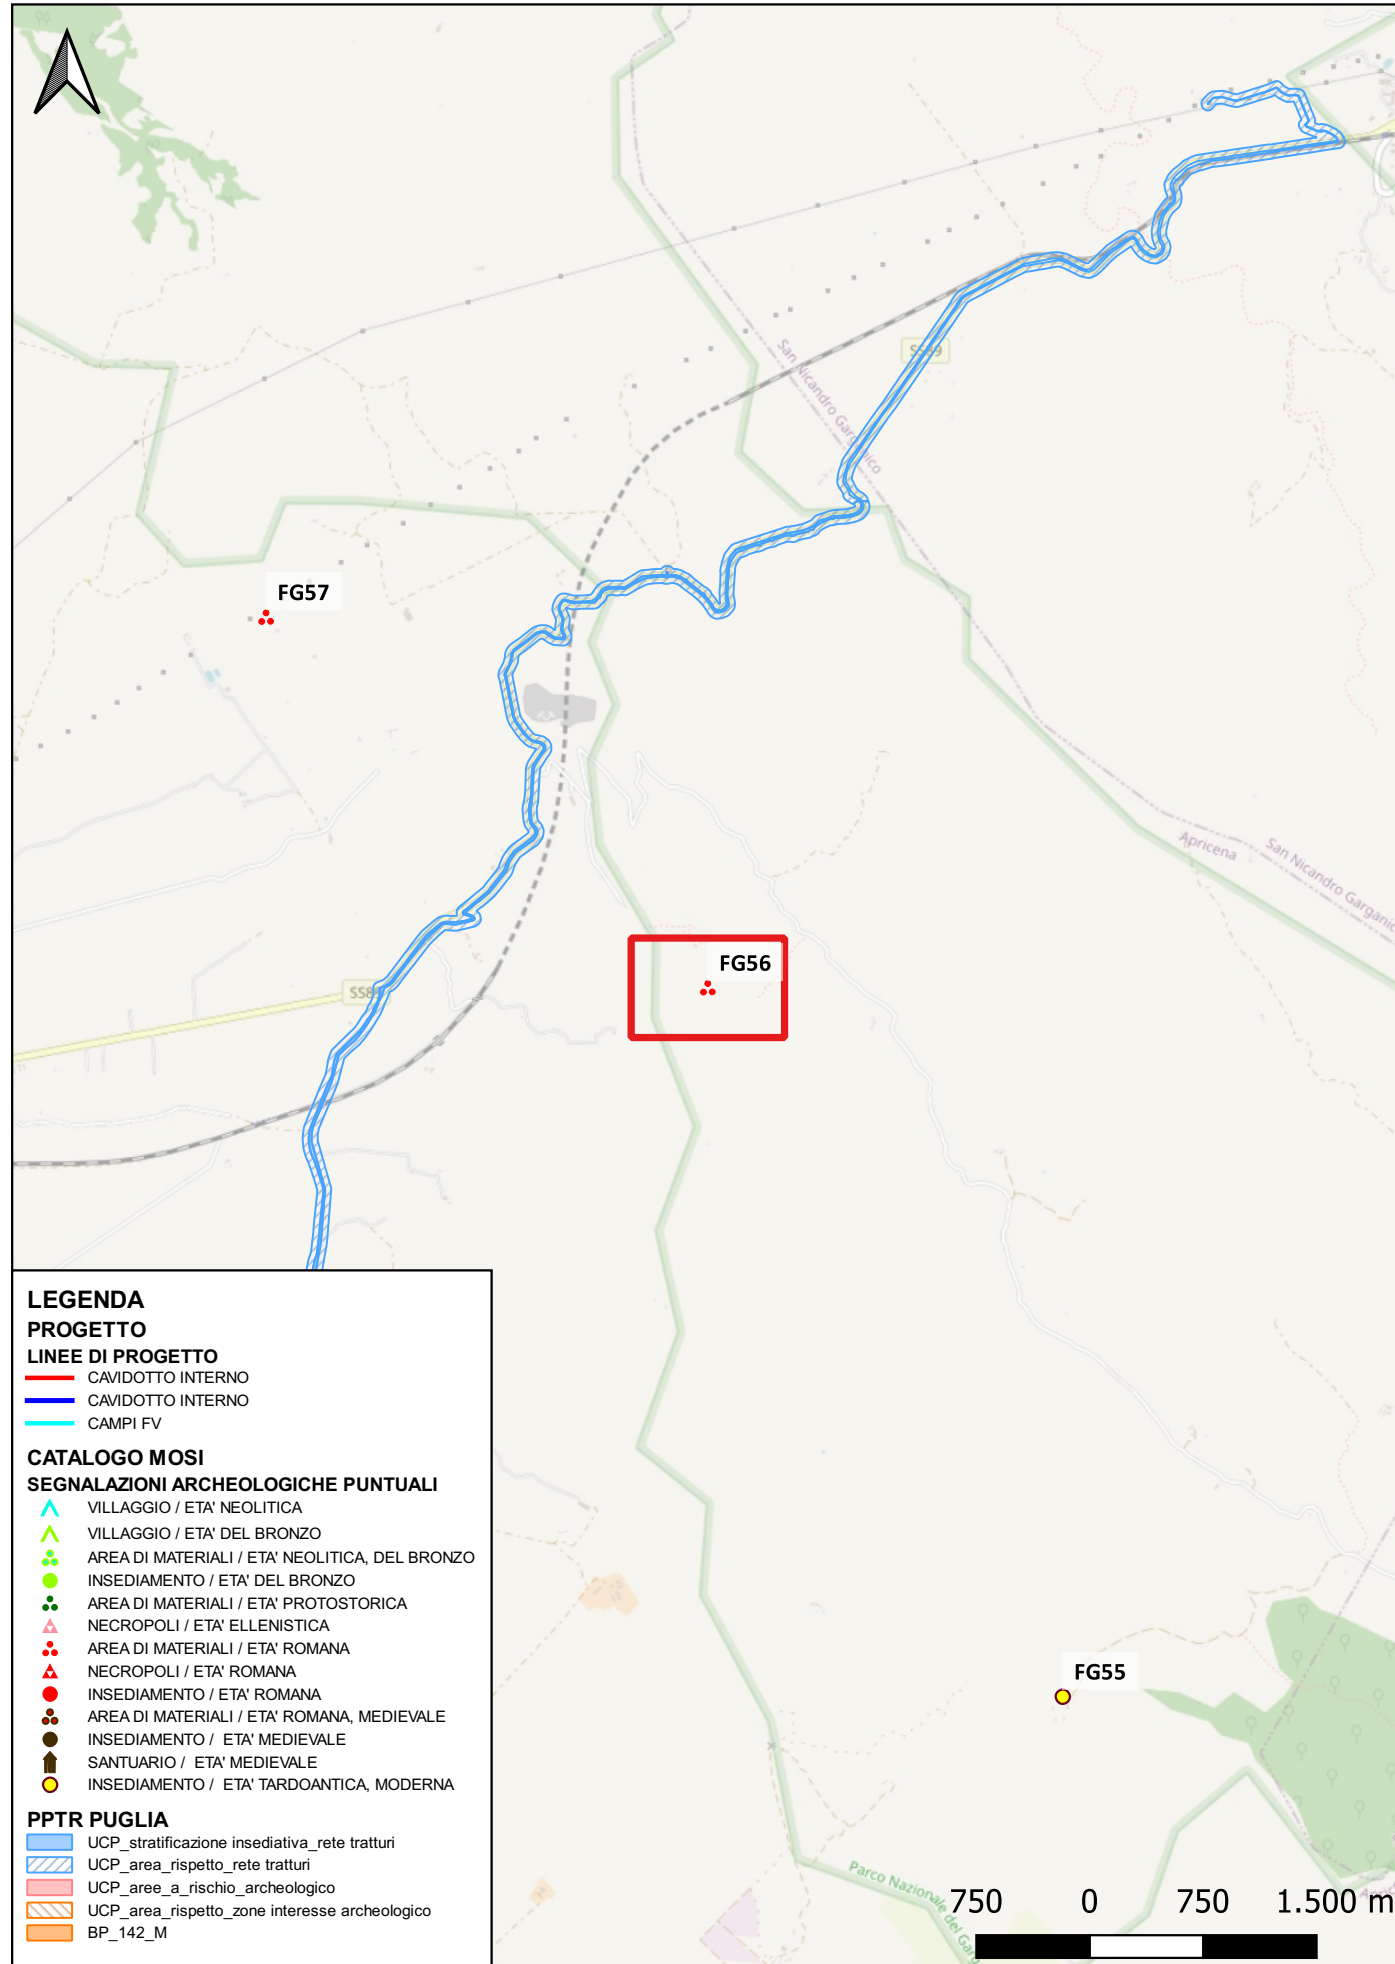 San Nicandro Garganico
SS89
FG57
Apricena
San Nicandro Garganico
FG56
SS89
FG55
Parco Nazionale del Garg
750 0 750 1.500 m
LEGENDA
PROGETTO
LINEE DI PROGETTO
CAVIDOTTO INTERNO
CAVIDOTTO INTERNO
CAMPI FV
CATALOGO MOSI
SEGNALAZIONI ARCHEOLOGICHE PUNTUALI
VILLAGGIO / ETA' NEOLITICA
VILLAGGIO / ETA' DEL BRONZO
AREA DI MATERIALI / ETA' NEOLITICA, DEL BRONZO
INSEDIAMENTO / ETA' DEL BRONZO
AREA DI MATERIALI / ETA' PROTOSTORICA
NECROPOLI / ETA' ELLENISTICA
AREA DI MATERIALI / ETA' ROMANA
NECROPOLI / ETA' ROMANA
INSEDIAMENTO / ETA' ROMANA
AREA DI MATERIALI / ETA' ROMANA, MEDIEVALE
INSEDIAMENTO / ETA' MEDIEVALE
SANTUARIO / ETA' MEDIEVALE
INSEDIAMENTO / ETA' TARDOANTICA, MODERNA
PPTR PUGLIA
UCP_stratificazione insediativa_rete tratturi
UCP_area_rispetto_rete tratturi
UCP_aree_a_rischio_archeologico
UCP_area_rispetto_zone interesse archeologico
BP_142_M